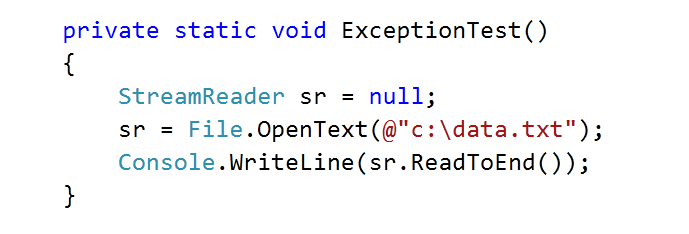 private static void ExceptionTest()
{
    StreamReader sr = null;
    sr = File.OpenText(@"c:\data.txt");
    Console.WriteLine(sr.ReadToEnd());
}